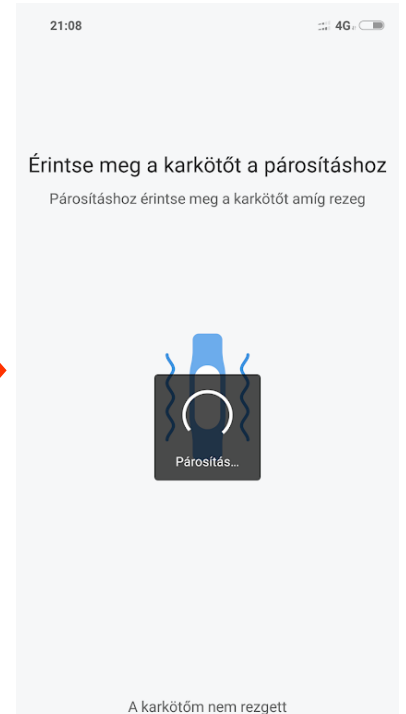 21:08 4G
Érintse meg a karkötőt a párosításhoz
Párosításhoz érintse meg a karkötőt amíg rezeg
Párosítás...
A karkötőm nem rezgett